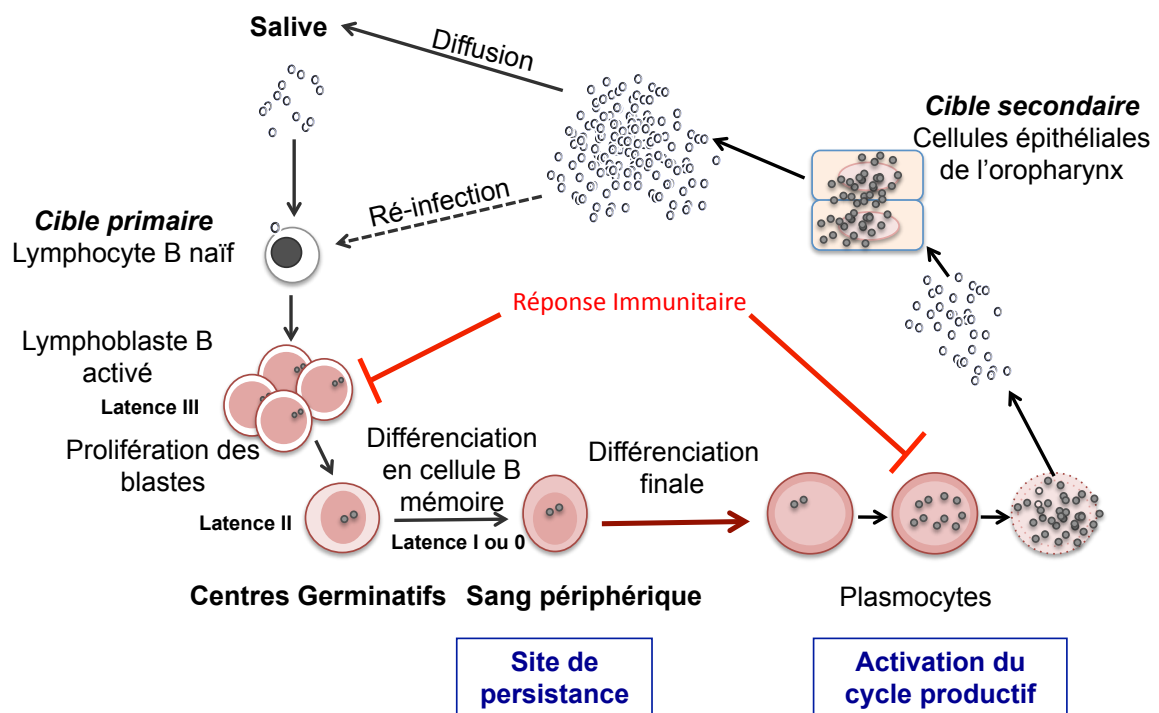 Salive
Diffusion
Cible secondaire
Cellules épithéliales
de l'oropharynx
Ré-infection
Cible primaire
Lymphocyte B naïf
Réponse Immunitaire
Lymphoblaste B
activé
Latence III
Prolifération des
blastes
Différenciation
en cellule B
mémoire
Différenciation
finale
Latence II
Latence I ou 0
Centres Germinatifs
Sang périphérique
Plasmocytes
Site de
persistance
Activation du
cycle productif